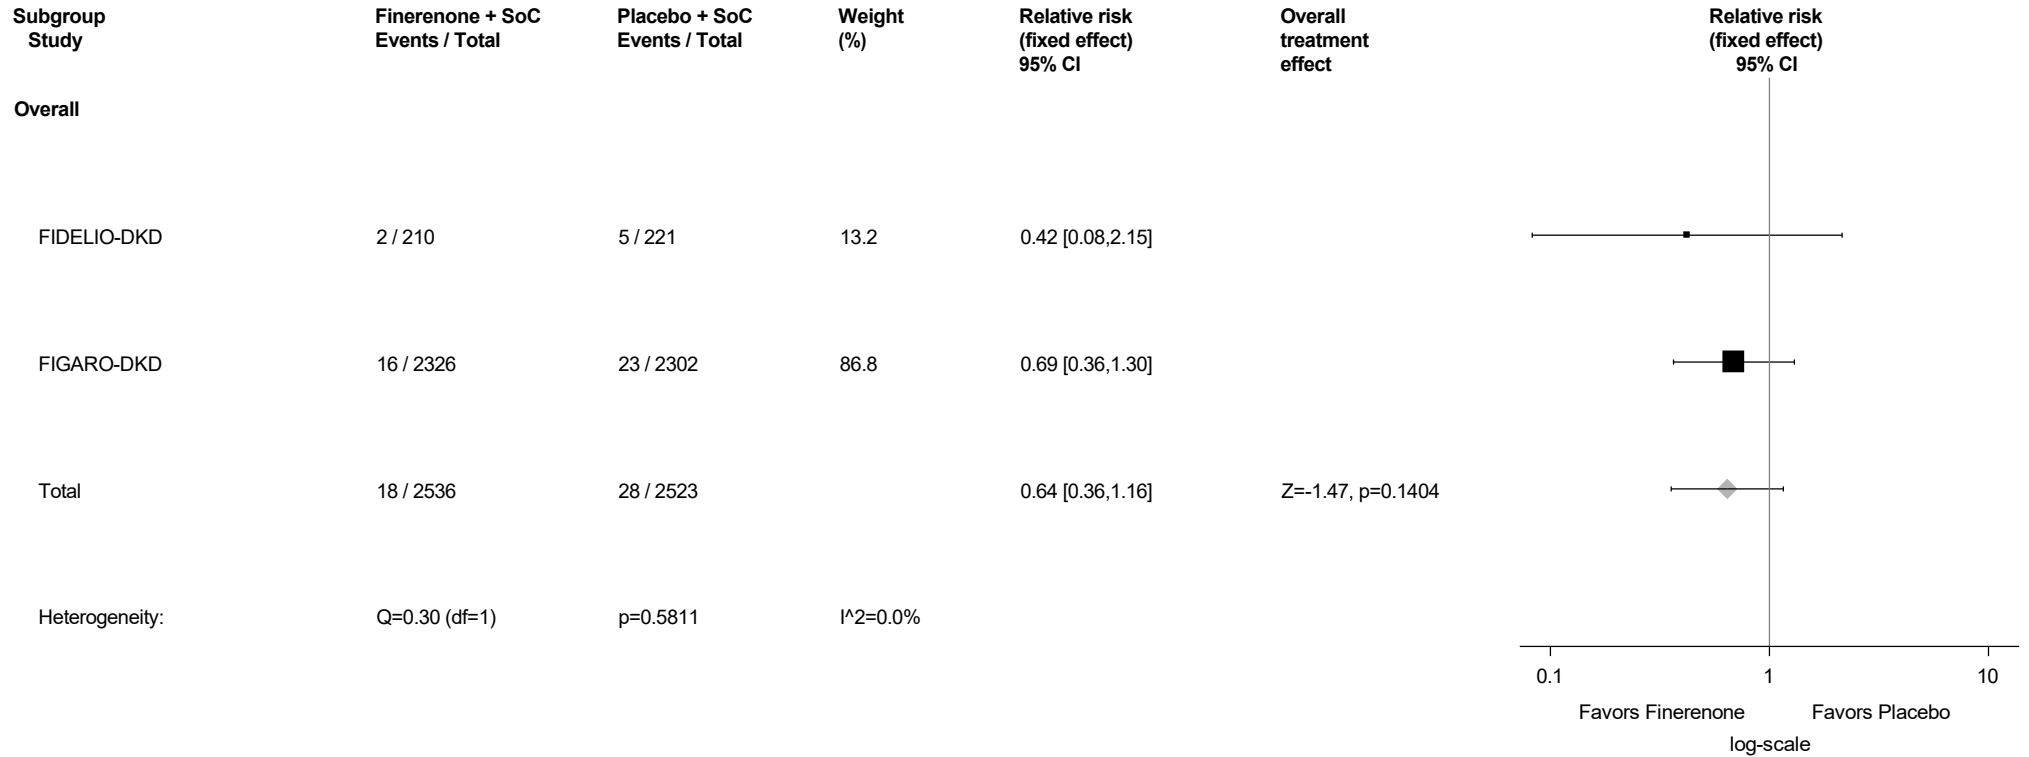 Subgroup Finerenone + SoC Placebo + SoC Weight Relative risk Overall Relative risk
Study Events / Total Events / Total (%) (fixed effect) treatment (fixed effect)
95% CI effect 95% CI
Overall
FIDELIO-DKD 2 / 210 5 / 221 13.2 0.42 [0.08,2.15]
FIGARO-DKD 16 / 2326 23 / 2302 86.8 0.69 [0.36,1.30]
Total 18 / 2536 28 / 2523 0.64 [0.36,1.16] Z=-1.47, p=0.1404
Heterogeneity: Q=0.30 (df=1) p=0.5811 I^2=0.0%
0.1 1 10
Favors Finerenone Favors Placebo
log-scale